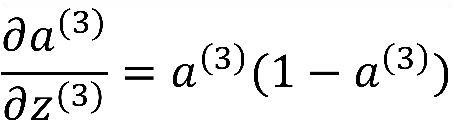 ∂a⁽³⁾/∂z⁽³⁾ = a⁽³⁾(1 − a⁽³⁾)